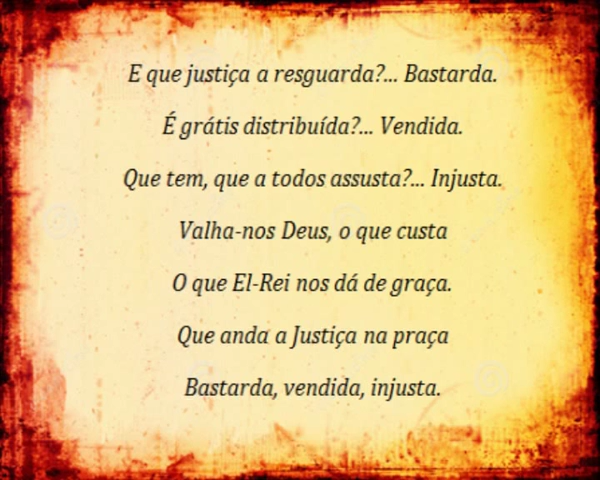 E que justiça a resguarda?... Bastarda.
É grátis distribuída?... Vendida.
Que tem, que a todos assusta?... Injusta.
Valha-nos Deus, o que custa
O que El-Rei nos dá de graça.
Que anda a Justiça na praça
Bastarda, vendida, injusta.